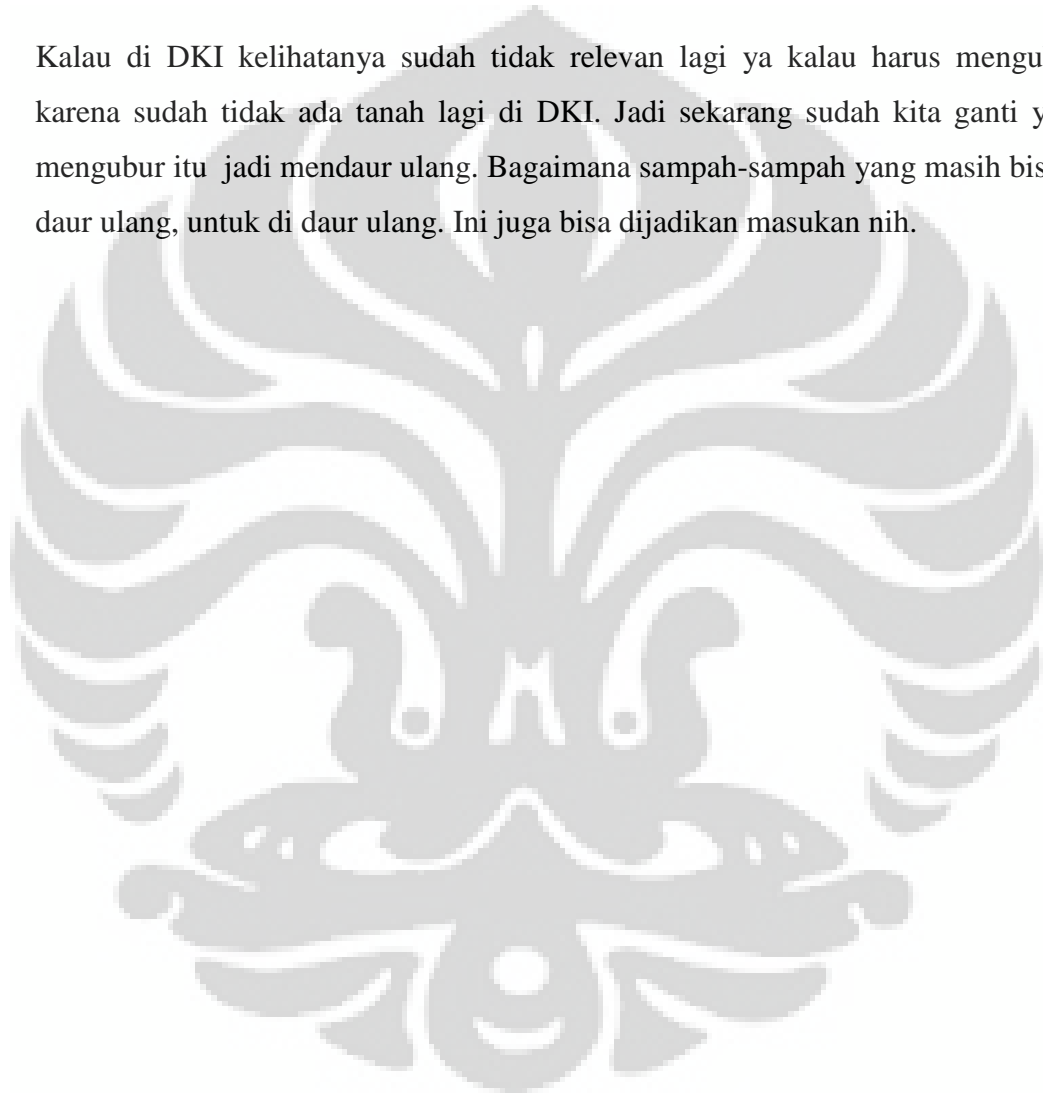 Kalau di DKI kelihatanya sudah tidak relevan lagi ya kalau harus mengu
karena sudah tidak ada tanah lagi di DKI. Jadi sekarang sudah kita ganti y
mengubur itu jadi mendaur ulang. Bagaimana sampah-sampah yang masih bis
daur ulang, untuk di daur ulang. Ini juga bisa dijadikan masukan nih.